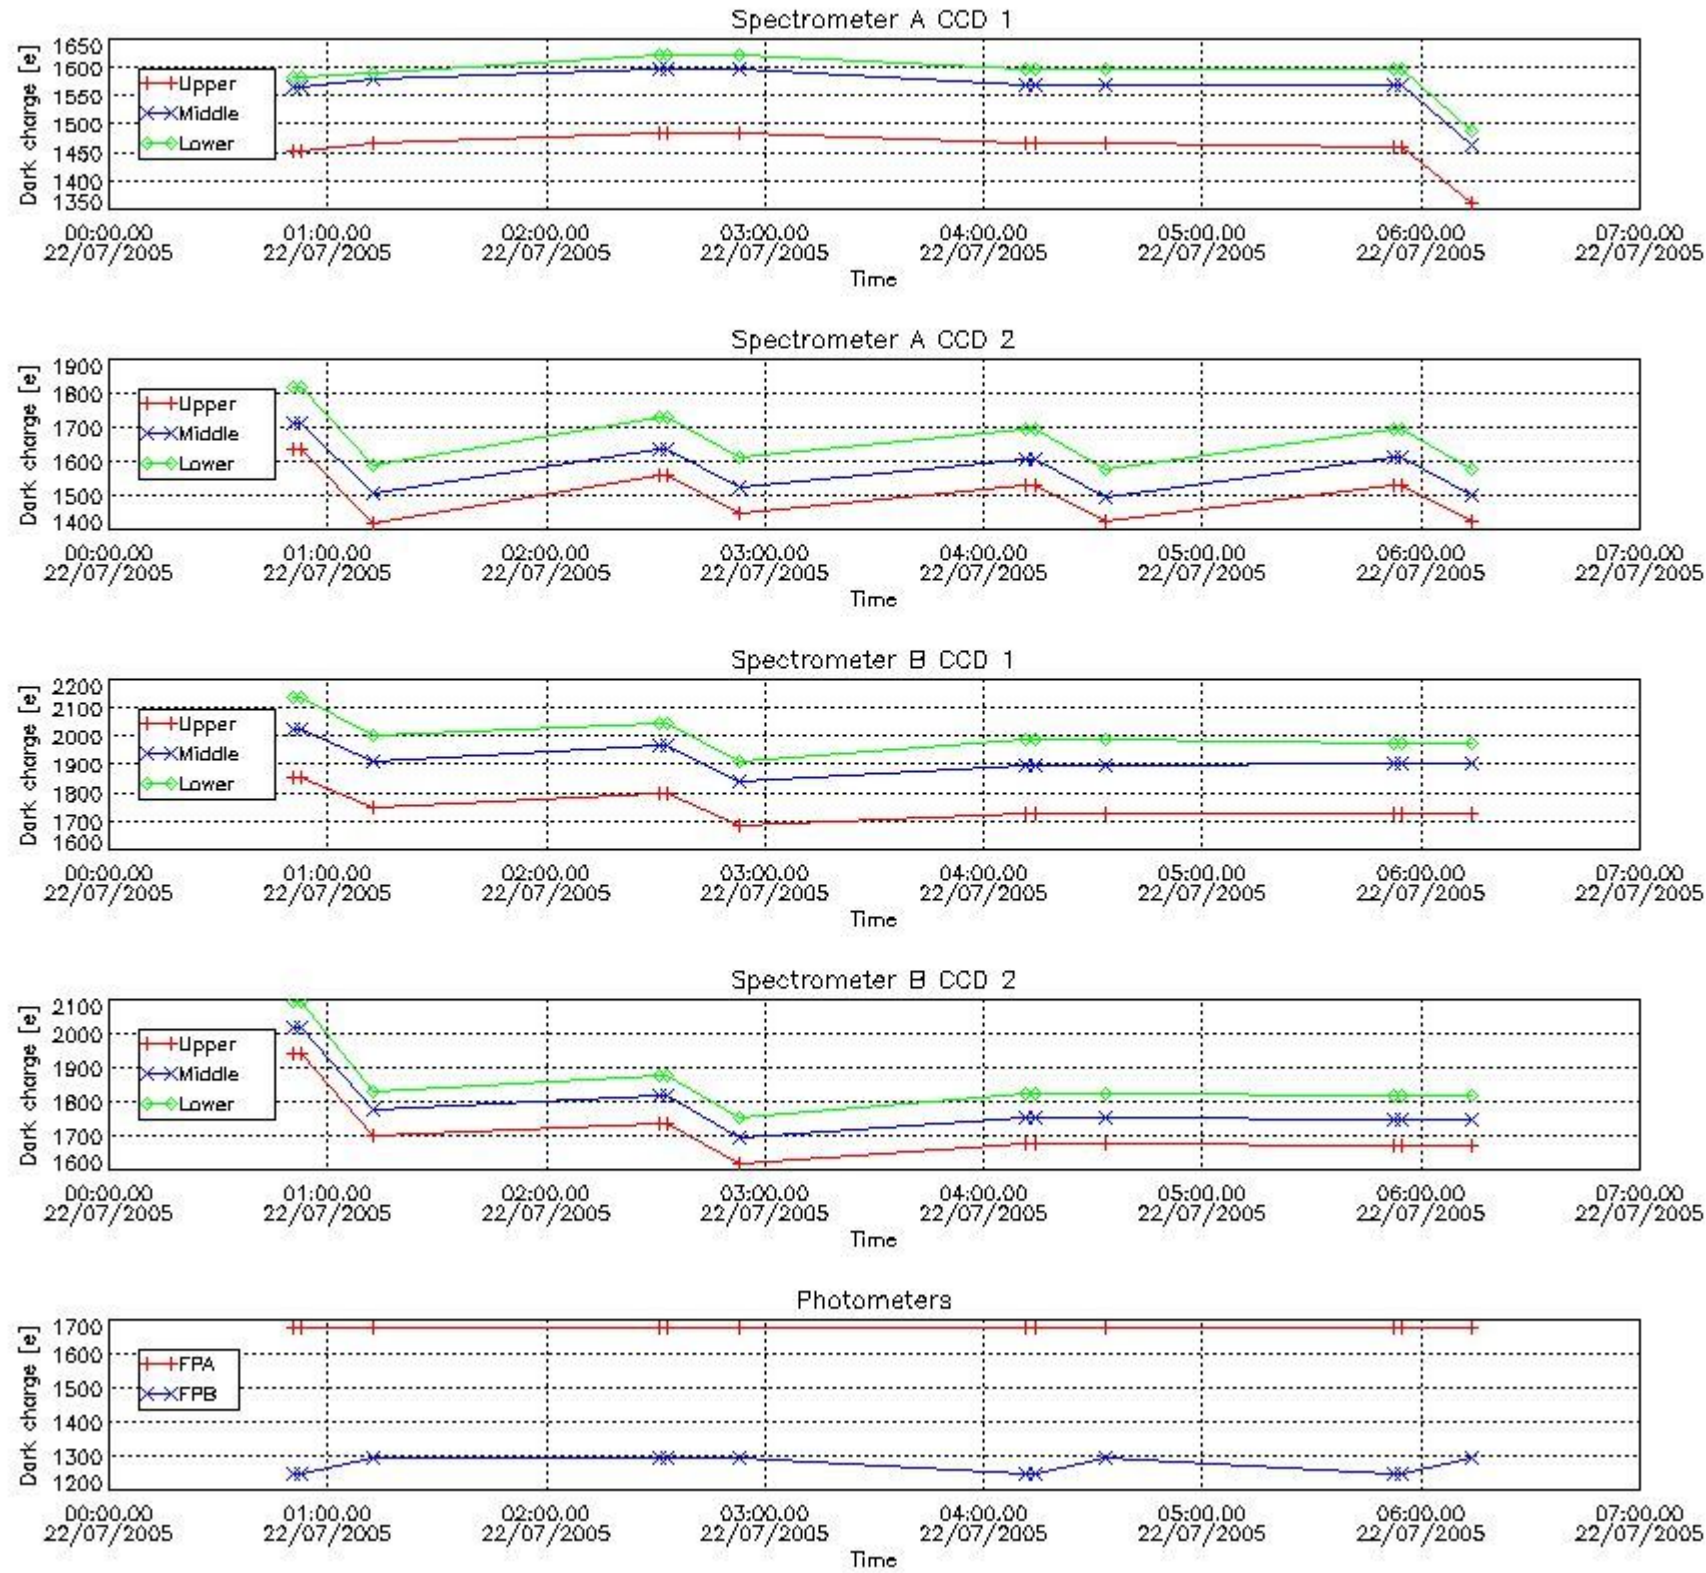 Spectrometer A CCD 1
Dark charge [e]
1650
1600
1550
1500
1450
1400
1350
Upper
Middle
Lower
00:00.00 01:00.00 02:00.00 03:00.00 04:00.00 05:00.00 06:00.00 07:00.00
22/07/2005 22/07/2005 22/07/2005 22/07/2005 22/07/2005 22/07/2005 22/07/2005 22/07/2005
Time
Spectrometer A CCD 2
Dark charge [e]
1900
1800
1700
1600
1500
1400
Upper
Middle
Lower
00:00.00 01:00.00 02:00.00 03:00.00 04:00.00 05:00.00 06:00.00 07:00.00
22/07/2005 22/07/2005 22/07/2005 22/07/2005 22/07/2005 22/07/2005 22/07/2005 22/07/2005
Time
Spectrometer B CCD 1
Dark charge [e]
2200
2100
2000
1900
1800
1700
1600
Upper
Middle
Lower
00:00.00 01:00.00 02:00.00 03:00.00 04:00.00 05:00.00 06:00.00 07:00.00
22/07/2005 22/07/2005 22/07/2005 22/07/2005 22/07/2005 22/07/2005 22/07/2005 22/07/2005
Time
Spectrometer B CCD 2
Dark charge [e]
2100
2000
1900
1800
1700
1600
Upper
Middle
Lower
00:00.00 01:00.00 02:00.00 03:00.00 04:00.00 05:00.00 06:00.00 07:00.00
22/07/2005 22/07/2005 22/07/2005 22/07/2005 22/07/2005 22/07/2005 22/07/2005 22/07/2005
Time
Photometers
Dark charge [e]
1700
1600
1500
1400
1300
1200
FPA
FPB
00:00.00 01:00.00 02:00.00 03:00.00 04:00.00 05:00.00 06:00.00 07:00.00
22/07/2005 22/07/2005 22/07/2005 22/07/2005 22/07/2005 22/07/2005 22/07/2005 22/07/2005
Time